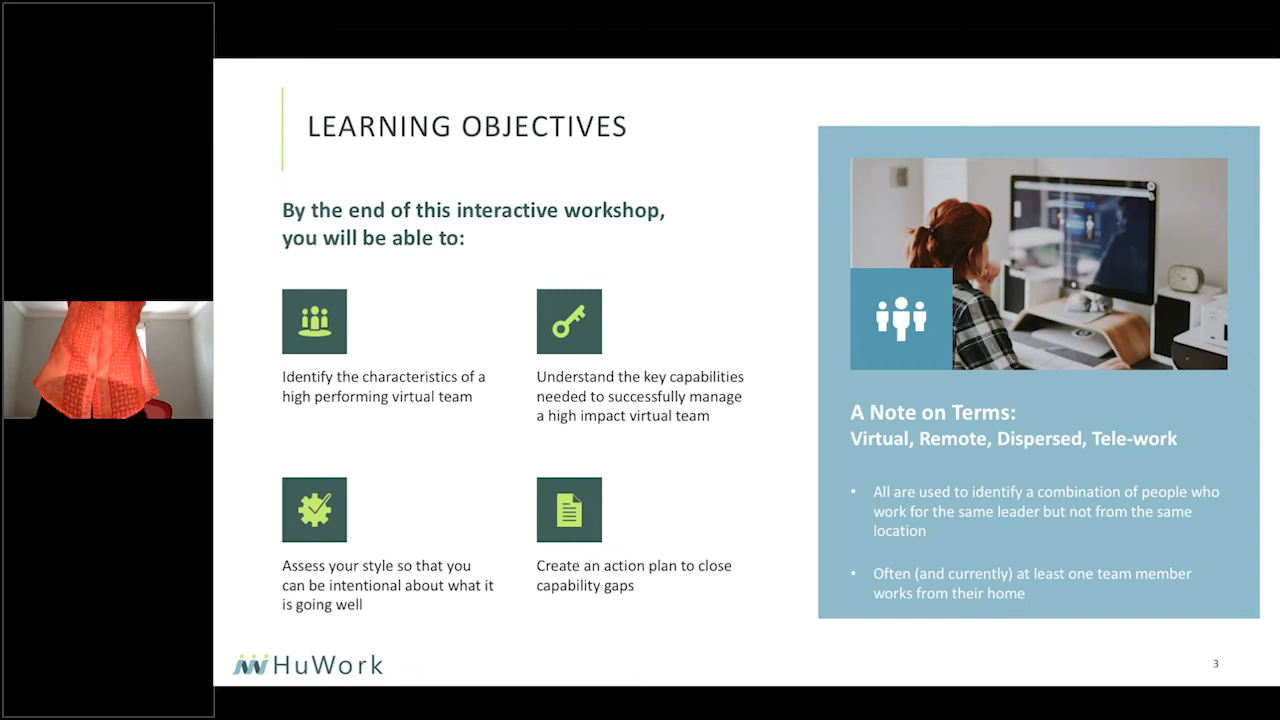 LEARNING OBJECTIVES
By the end of this interactive workshop,
you will be able to:
Identify the characteristics of a
high performing virtual team
Understand the key capabilities
needed to successfully manage
a high impact virtual team
Assess your style so that you
can be intentional about what it
is going well
Create an action plan to close
capability gaps
A Note on Terms:
Virtual, Remote, Dispersed, Tele-work
• All are used to identify a combination of people who
work for the same leader but not from the same
location
• Often (and currently) at least one team member
works from their home
HuWork
3